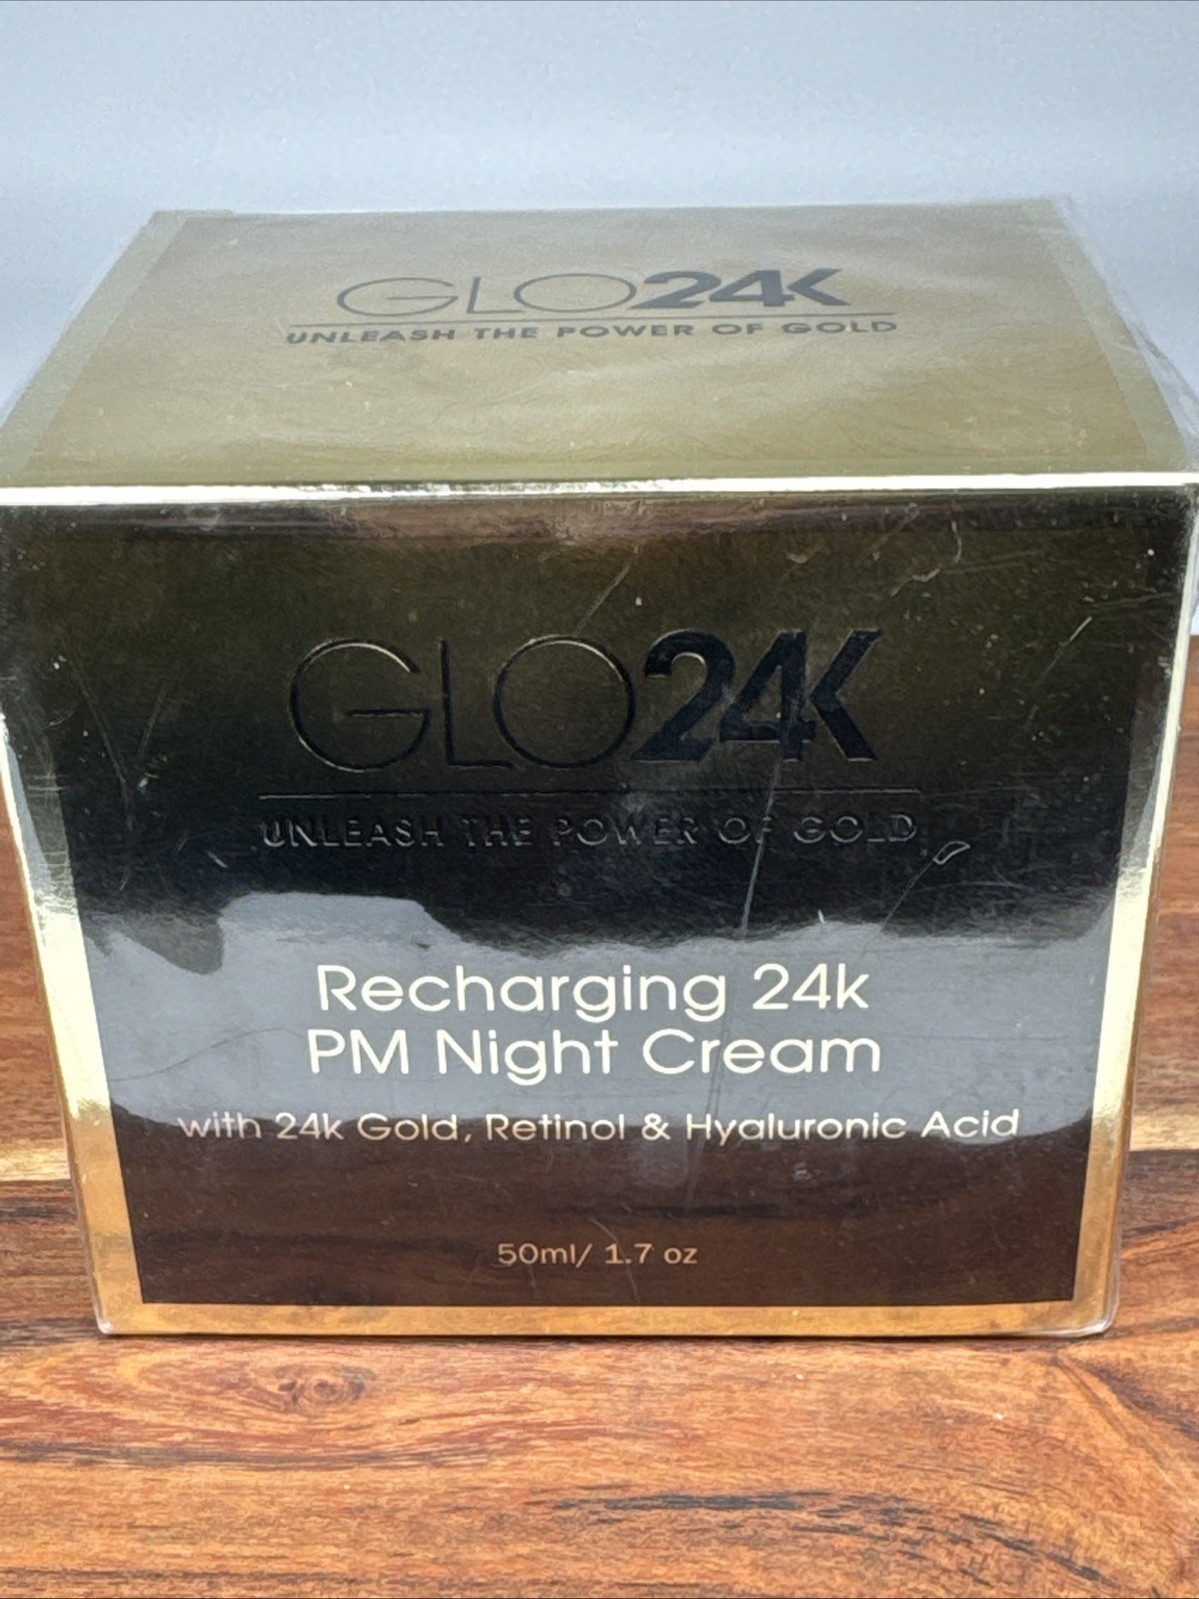 GLO24K
UNLEASH THE POWER OF GOLD
GLO24K
UNLEASH THE POWER OF GOLD
Recharging 24k
PM Night Cream
with 24k Gold, Retinol & Hyaluronic Acid
50ml/ 1.7 oz